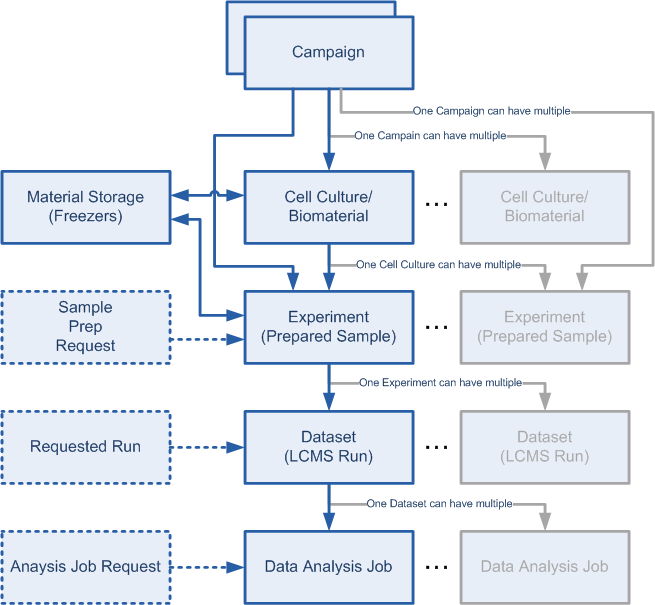 Campaign
One Campaign can have multiple
One Campain can have multiple
Material Storage
(Freezers)
Cell Culture/
Biomaterial
...
Cell Culture/
Biomaterial
One Cell Culture can have multiple
Sample
Prep
Request
Experiment
(Prepared Sample)
...
Experiment
(Prepared Sample)
One Experiment can have multiple
Requested Run
Dataset
(LCMS Run)
...
Dataset
(LCMS Run)
One Dataset can have multiple
Anaysis Job Request
Data Analysis Job
...
Data Analysis Job